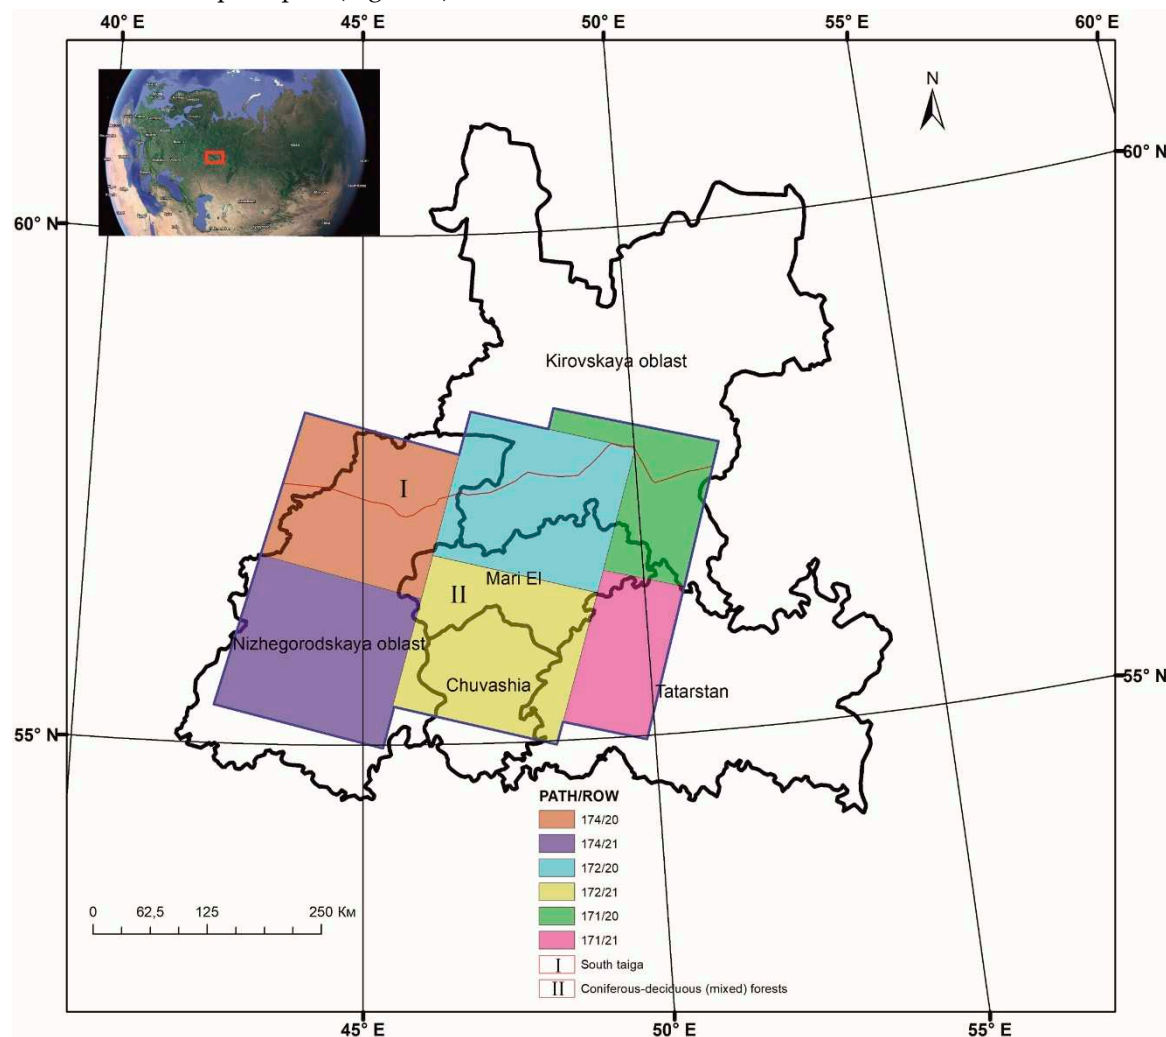 40° E 45° E 50° E 55° E 60° E
N
60° N
60° N
Kirovskaya oblast
I
Mari El
II
Nizhegorodskaya oblast
Chuvashia
Tatarstan
55° N
55° N
PATH/ROW
174/20
174/21
172/20
172/21
171/20
171/21
I South taiga
II Coniferous-deciduous (mixed) forests
0 62,5 125 250 Км
45° E 50° E 55° E